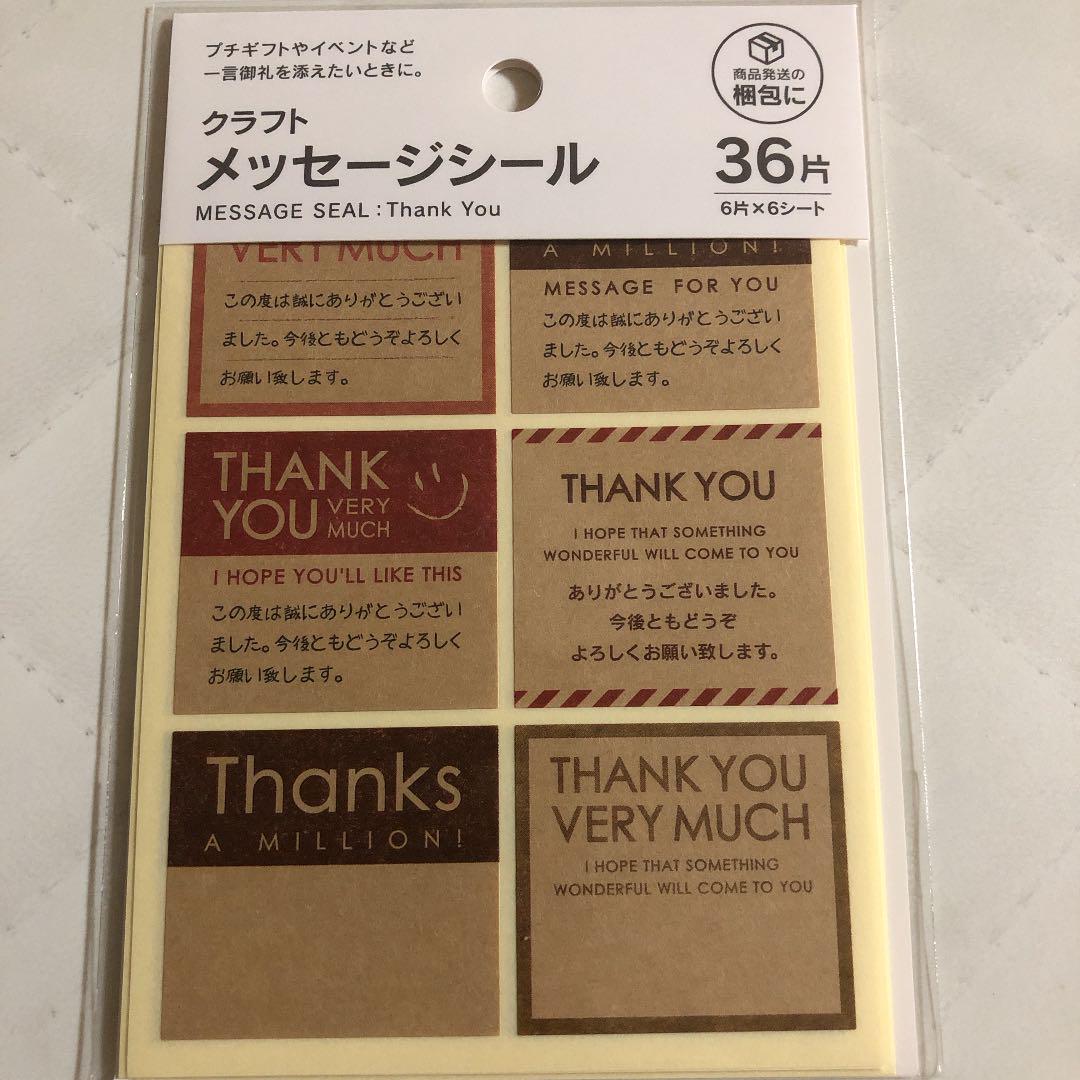 プチギフトやイベントなど
一言御礼を添えたいときに。
商品発送の
梱包に
クラフト
メッセージシール
MESSAGE SEAL:Thank You
36片
6片×6シート
VERY MUCH
この度は誠にありがとうござい
ました。今後ともどうぞよろしく
お願い致します。
A MILLION!
MESSAGE FOR YOU
この度は誠にありがとうござい
ました。今後ともどうぞよろしく
お願い致します。
THANK
YOU VERY
MUCH
I HOPE YOU'LL LIKE THIS
この度は誠にありがとうござい
ました。今後ともどうぞよろしく
お願い致します。
THANK YOU
I HOPE THAT SOMETHING
WONDERFUL WILL COME TO YOU
ありがとうございました。
今後ともどうぞ
よろしくお願い致します。
Thanks
A MILLION!
THANK YOU
VERY MUCH
I HOPE THAT SOMETHING
WONDERFUL WILL COME TO YOU